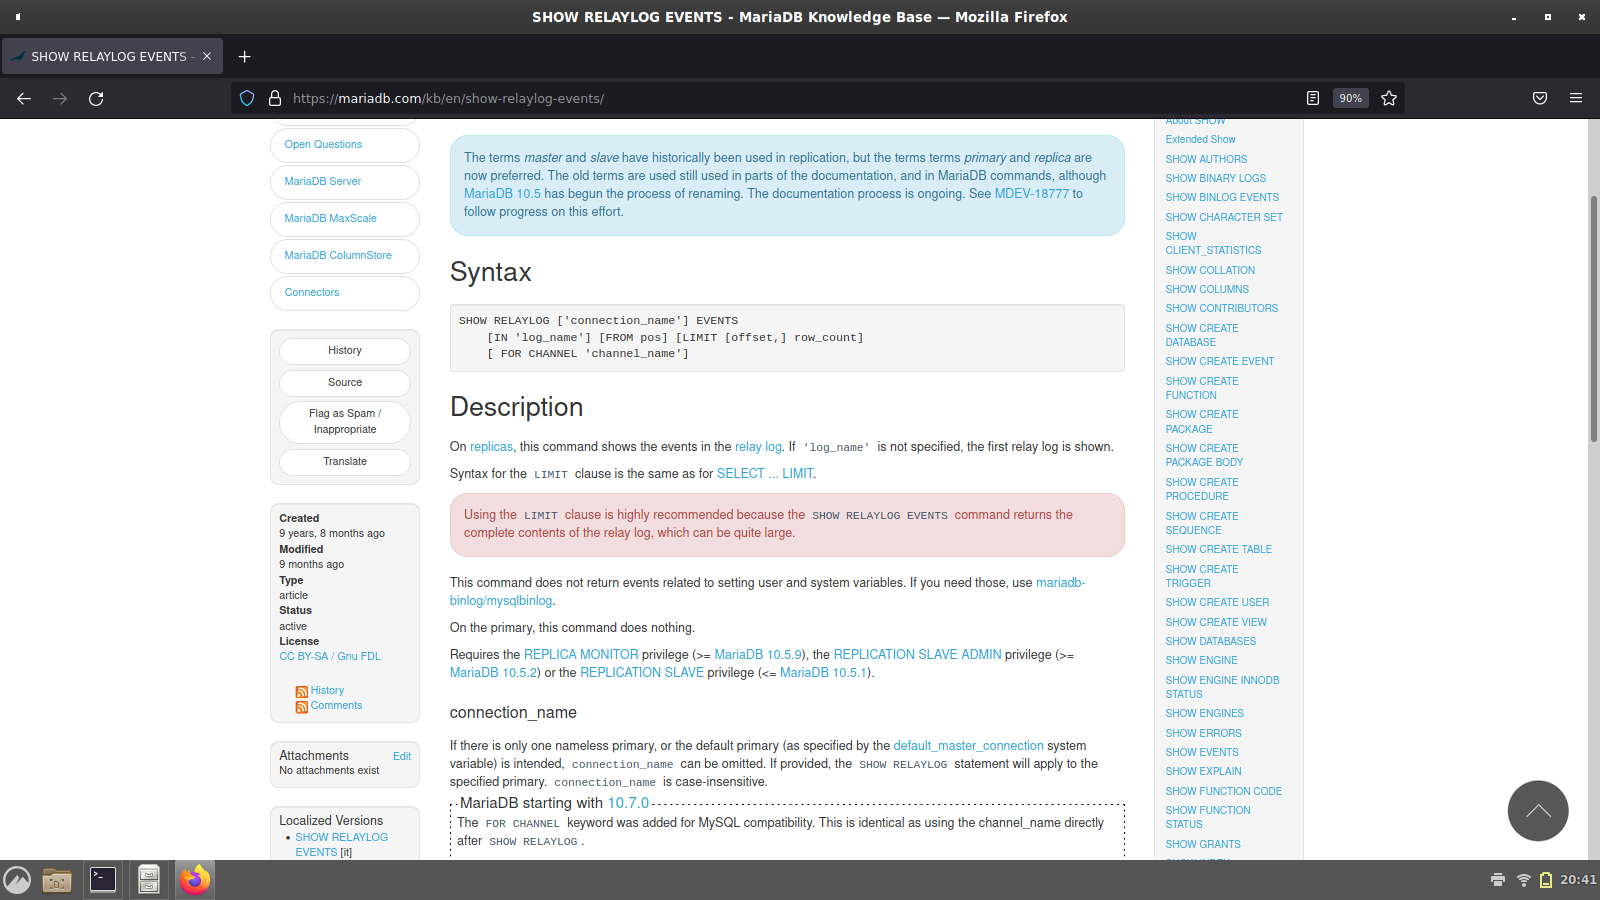 SHOW RELAYLOG EVENTS - MariaDB Knowledge Base — Mozilla Firefox
SHOW RELAYLOG EVENTS -
https://mariadb.com/kb/en/show-relaylog-events/
90%
Open Questions
MariaDB Server
MariaDB MaxScale
MariaDB ColumnStore
Connectors
History
Source
Flag as Spam /
Inappropriate
Translate
Created
9 years, 8 months ago
Modified
9 months ago
Type
article
Status
active
License
CC BY-SA / Gnu FDL
History
Comments
Attachments Edit
No attachments exist
Localized Versions
SHOW RELAYLOG
EVENTS [it]
The terms master and slave have historically been used in replication, but the terms terms primary and replica are
now preferred. The old terms are used still used in parts of the documentation, and in MariaDB commands, although
MariaDB 10.5 has begun the process of renaming. The documentation process is ongoing. See MDEV-18777 to
follow progress on this effort.
Syntax
SHOW RELAYLOG ['connection_name'] EVENTS
[IN 'log_name'] [FROM pos] [LIMIT [offset,] row_count]
[ FOR CHANNEL 'channel_name']
Description
On replicas, this command shows the events in the relay log. If 'log_name' is not specified, the first relay log is shown.
Syntax for the LIMIT clause is the same as for SELECT ... LIMIT.
Using the LIMIT clause is highly recommended because the SHOW RELAYLOG EVENTS command returns the
complete contents of the relay log, which can be quite large.
This command does not return events related to setting user and system variables. If you need those, use mariadb-
binlog/mysqlbinlog.
On the primary, this command does nothing.
Requires the REPLICA MONITOR privilege (>= MariaDB 10.5.9), the REPLICATION SLAVE ADMIN privilege (>=
MariaDB 10.5.2) or the REPLICATION SLAVE privilege (<= MariaDB 10.5.1).
connection_name
If there is only one nameless primary, or the default primary (as specified by the default_master_connection system
variable) is intended, connection_name can be omitted. If provided, the SHOW RELAYLOG statement will apply to the
specified primary. connection_name is case-insensitive.
MariaDB starting with 10.7.0
The FOR CHANNEL keyword was added for MySQL compatibility. This is identical as using the channel_name directly
after SHOW RELAYLOG.
About SHOW
Extended Show
SHOW AUTHORS
SHOW BINARY LOGS
SHOW BINLOG EVENTS
SHOW CHARACTER SET
SHOW
CLIENT_STATISTICS
SHOW COLLATION
SHOW COLUMNS
SHOW CONTRIBUTORS
SHOW CREATE
DATABASE
SHOW CREATE EVENT
SHOW CREATE
FUNCTION
SHOW CREATE
PACKAGE
SHOW CREATE
PACKAGE BODY
SHOW CREATE
PROCEDURE
SHOW CREATE
SEQUENCE
SHOW CREATE TABLE
SHOW CREATE
TRIGGER
SHOW CREATE USER
SHOW CREATE VIEW
SHOW DATABASES
SHOW ENGINE
SHOW ENGINE INNODB
STATUS
SHOW ENGINES
SHOW ERRORS
SHOW EVENTS
SHOW EXPLAIN
SHOW FUNCTION CODE
SHOW FUNCTION
STATUS
SHOW GRANTS
20:41